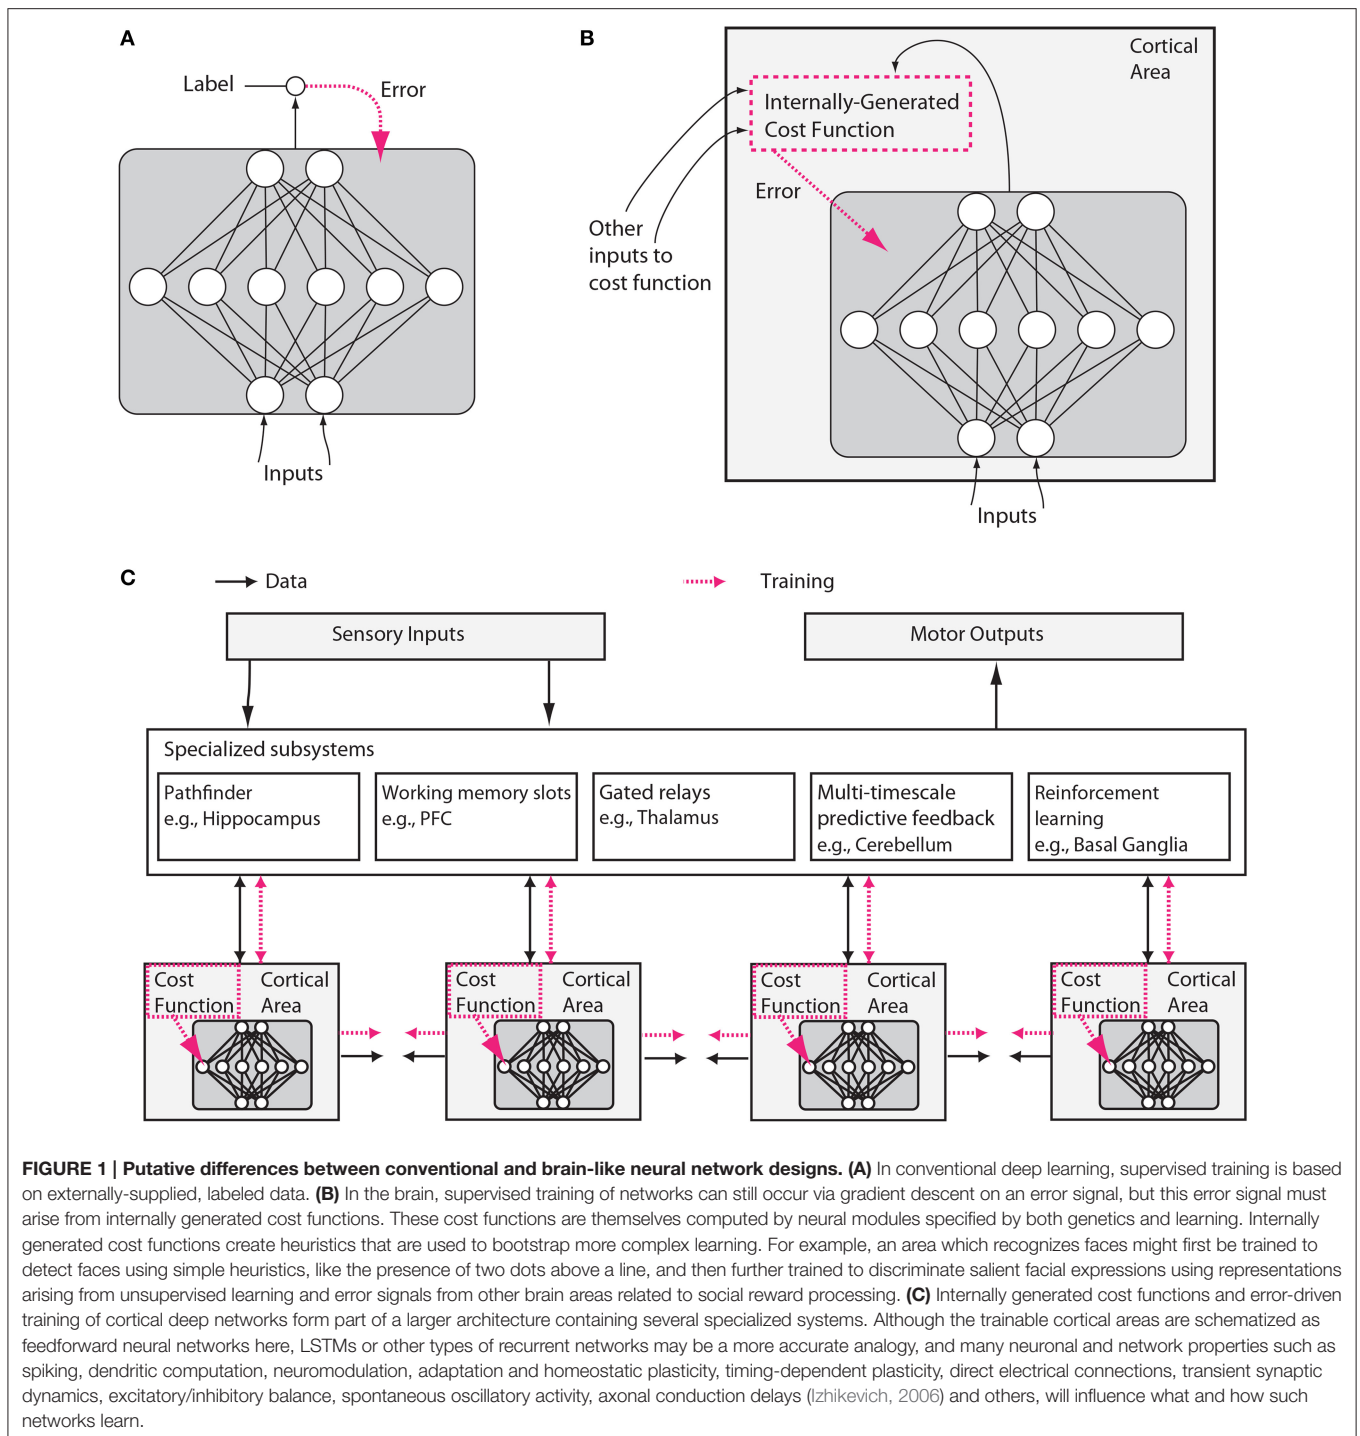 A
Label
Error
Inputs
B
Cortical
Area
Internally-Generated
Cost Function
Error
Other
inputs to
cost function
Inputs
C
Data
Training
Sensory Inputs
Motor Outputs
Specialized subsystems
Pathfinder
e.g., Hippocampus
Working memory slots
e.g., PFC
Gated relays
e.g., Thalamus
Multi-timescale
predictive feedback
e.g., Cerebellum
Reinforcement
learning
e.g., Basal Ganglia
Cost
Function
Cortical
Area
Cost
Function
Cortical
Area
Cost
Function
Cortical
Area
Cost
Function
Cortical
Area
FIGURE 1 | Putative differences between conventional and brain-like neural network designs. (A) In conventional deep learning, supervised training is based
on externally-supplied, labeled data. (B) In the brain, supervised training of networks can still occur via gradient descent on an error signal, but this error signal must
arise from internally generated cost functions. These cost functions are themselves computed by neural modules specified by both genetics and learning. Internally
generated cost functions create heuristics that are used to bootstrap more complex learning. For example, an area which recognizes faces might first be trained to
detect faces using simple heuristics, like the presence of two dots above a line, and then further trained to discriminate salient facial expressions using representations
arising from unsupervised learning and error signals from other brain areas related to social reward processing. (C) Internally generated cost functions and error-driven
training of cortical deep networks form part of a larger architecture containing several specialized systems. Although the trainable cortical areas are schematized as
feedforward neural networks here, LSTMs or other types of recurrent networks may be a more accurate analogy, and many neuronal and network properties such as
spiking, dendritic computation, neuromodulation, adaptation and homeostatic plasticity, timing-dependent plasticity, direct electrical connections, transient synaptic
dynamics, excitatory/inhibitory balance, spontaneous oscillatory activity, axonal conduction delays (Izhikevich, 2006) and others, will influence what and how such
networks learn.